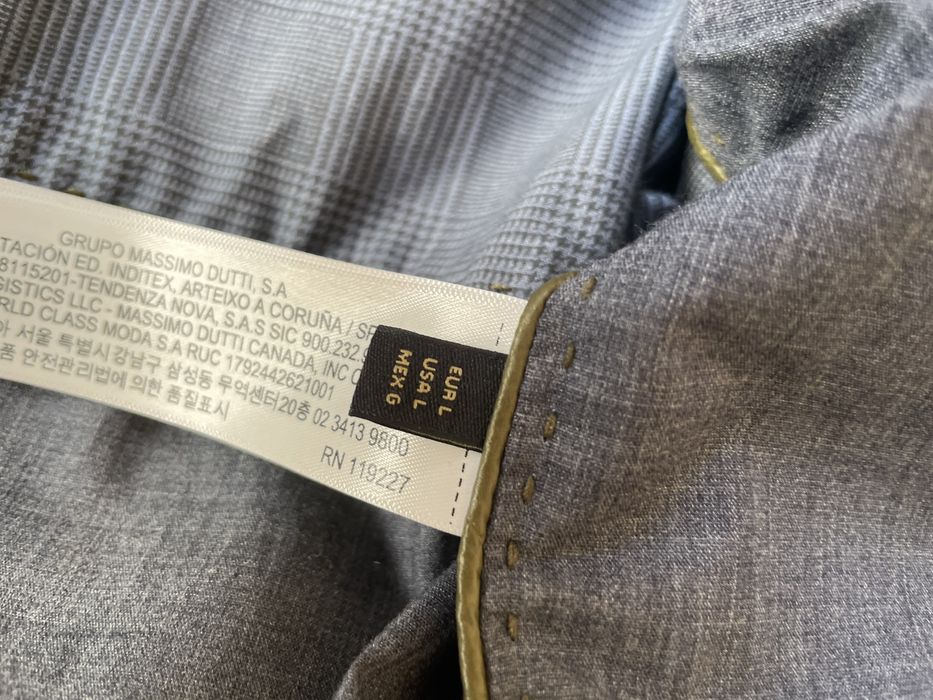 GRUPO MASSIMO DUTTI, S.A
TACIÓN ED. INDITEX, ARTEIXO A CORUÑA / SP
8115201-TENDENZA NOVA, S.A.S SIC 900.232.9
GISTICS LLC - MASSIMO DUTTI CANADA, INC
RLD CLASS MODA S.A RUC 1792442621001
아 서울 특별시 강남구 삼성동 무역센터20층 02 3413 9800
품 안전관리법에 의한 품질표시
RN 119227
EUR L
USA L
MEX G